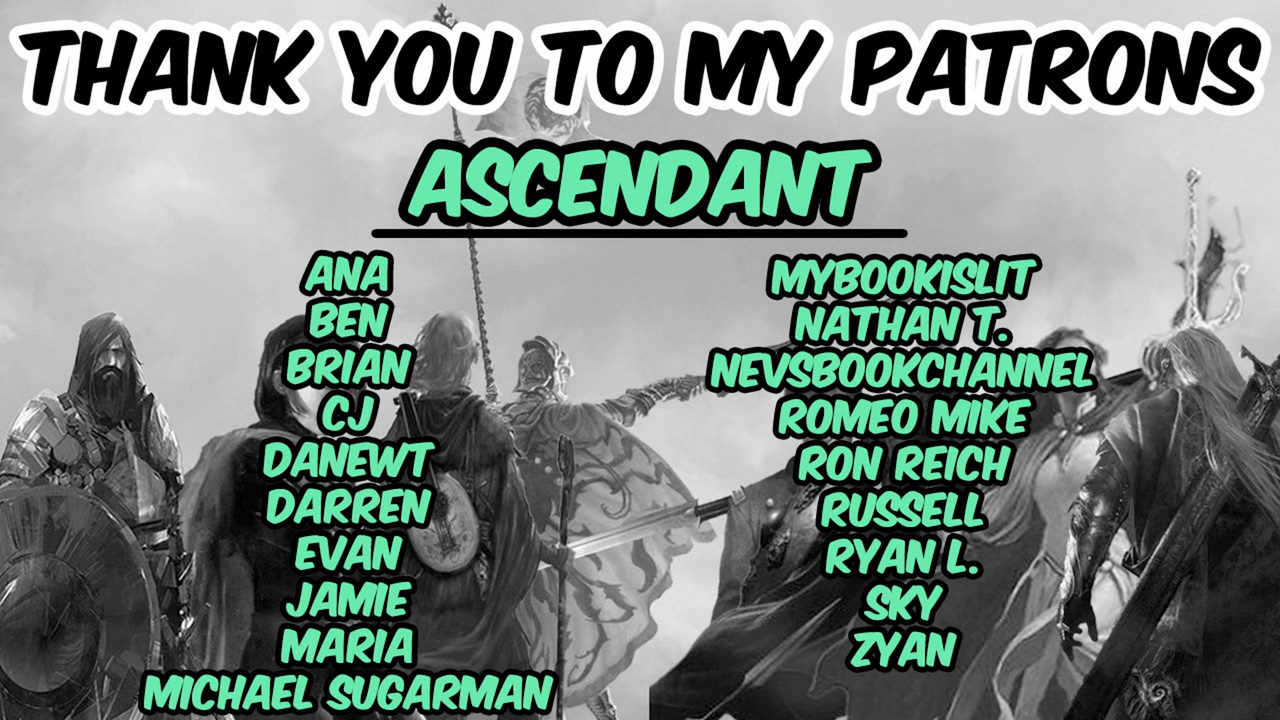 THANK YOU TO MY PATRONS
ASCENDANT
ANA
BEN
BRIAN
CJ
DANEWT
DARREN
EVAN
JAMIE
MARIA
MICHAEL SUGARMAN
MYBOOKISLIT
NATHAN T.
NEVSBOOKCHANNEL
ROMEO MIKE
RON REICH
RUSSELL
RYAN L.
SKY
ZYAN